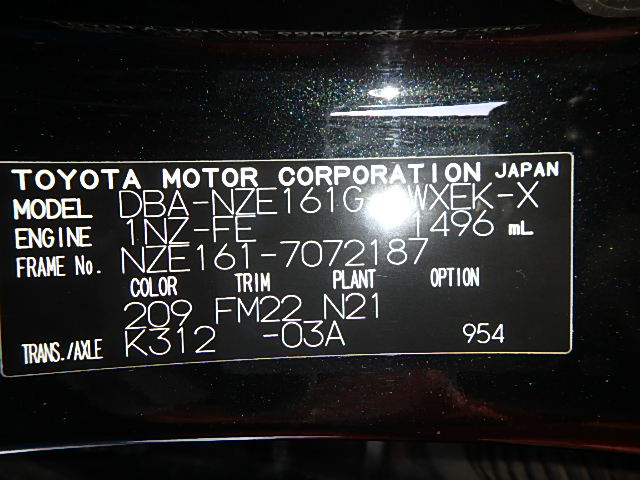 TOYOTA MOTOR CORPORATION JAPAN
MODEL DBA-NZE161G WXEK-X
ENGINE 1NZ-FE 1496 mL
FRAME No. NZE161-7072187
COLOR TRIM PLANT OPTION
209 FM22 N21
TRANS./AXLE K312 -03A 954